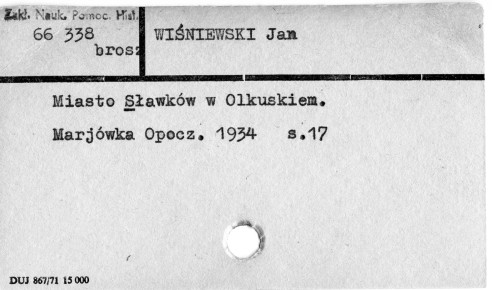 Zakł. Nauk. Pomoc. Hist.
66 338
brosz
WIŚNIEWSKI Jan
Miasto Sławków w Olkuskiem.
Marjówka Opocz. 1934 s.17
DUJ 867/71 15 000